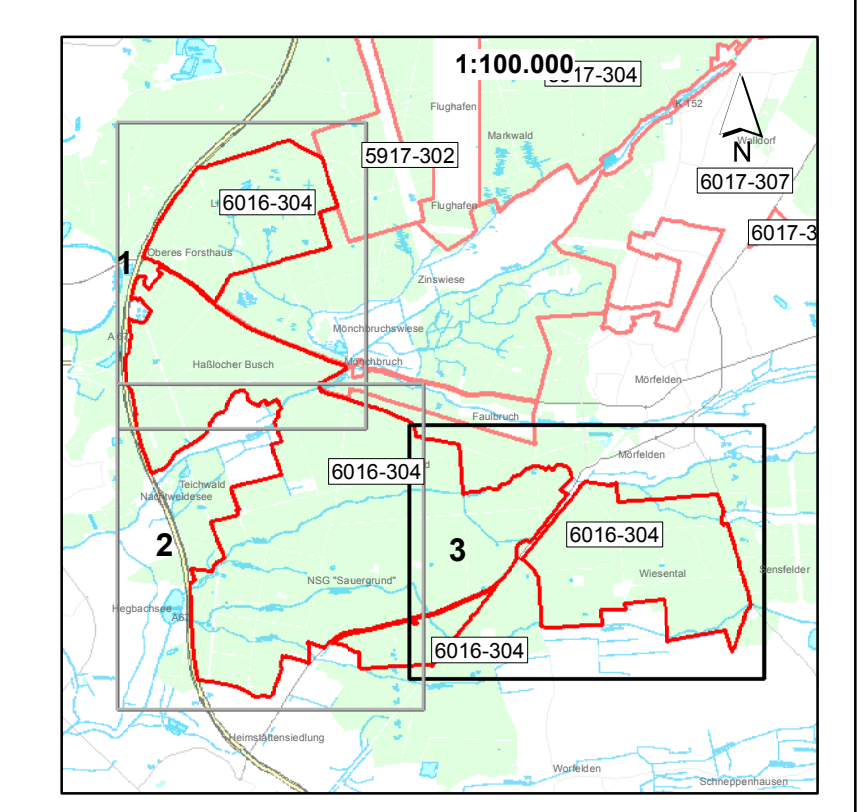 1:100.000
17-304
Flughafen
K 152
Markwald
Walldorf
N
5917-302
6017-307
6016-304
Flughafen
6017-3
Oberes Forsthaus
1
Zinswiese
Mönchbruchswiese
A 67
Haßlocher Busch
Mönchbruch
Mörfelden
Faulbruch
Mörfelden
6016-304
Teichwald
Nachtweidesee
6016-304
2
3
Wiesental
Sensfelder
NSG "Sauergrund"
Hegbachsee
A67
6016-304
Heimstättensiedlung
Worfelden
Schneppenhausen